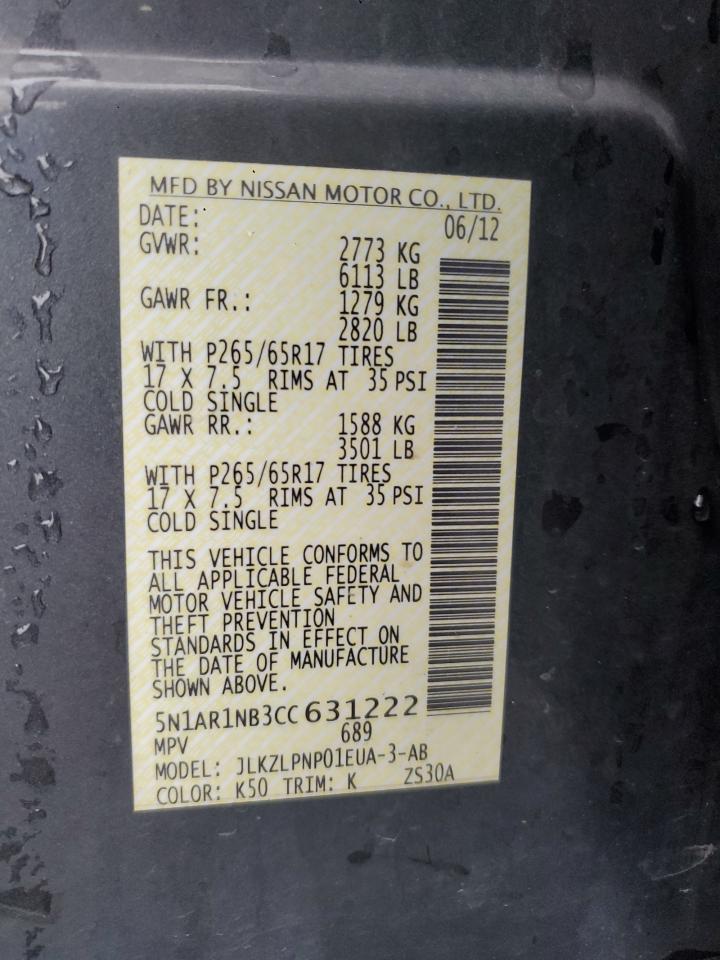 MFD BY NISSAN MOTOR CO., LTD.
DATE: 06/12
GVWR: 2773 KG
6113 LB
GAWR FR.: 1279 KG
2820 LB
WITH P265/65R17 TIRES
17 X 7.5 RIMS AT 35 PSI
COLD SINGLE
GAWR RR.: 1588 KG
3501 LB
WITH P265/65R17 TIRES
17 X 7.5 RIMS AT 35 PSI
COLD SINGLE
THIS VEHICLE CONFORMS TO
ALL APPLICABLE FEDERAL
MOTOR VEHICLE SAFETY AND
THEFT PREVENTION
STANDARDS IN EFFECT ON
THE DATE OF MANUFACTURE
SHOWN ABOVE.
5N1AR1NB3CC 631222
MPV 689
MODEL: JLKZLPNP01EUA-3-AB
COLOR: K50 TRIM: K ZS30A